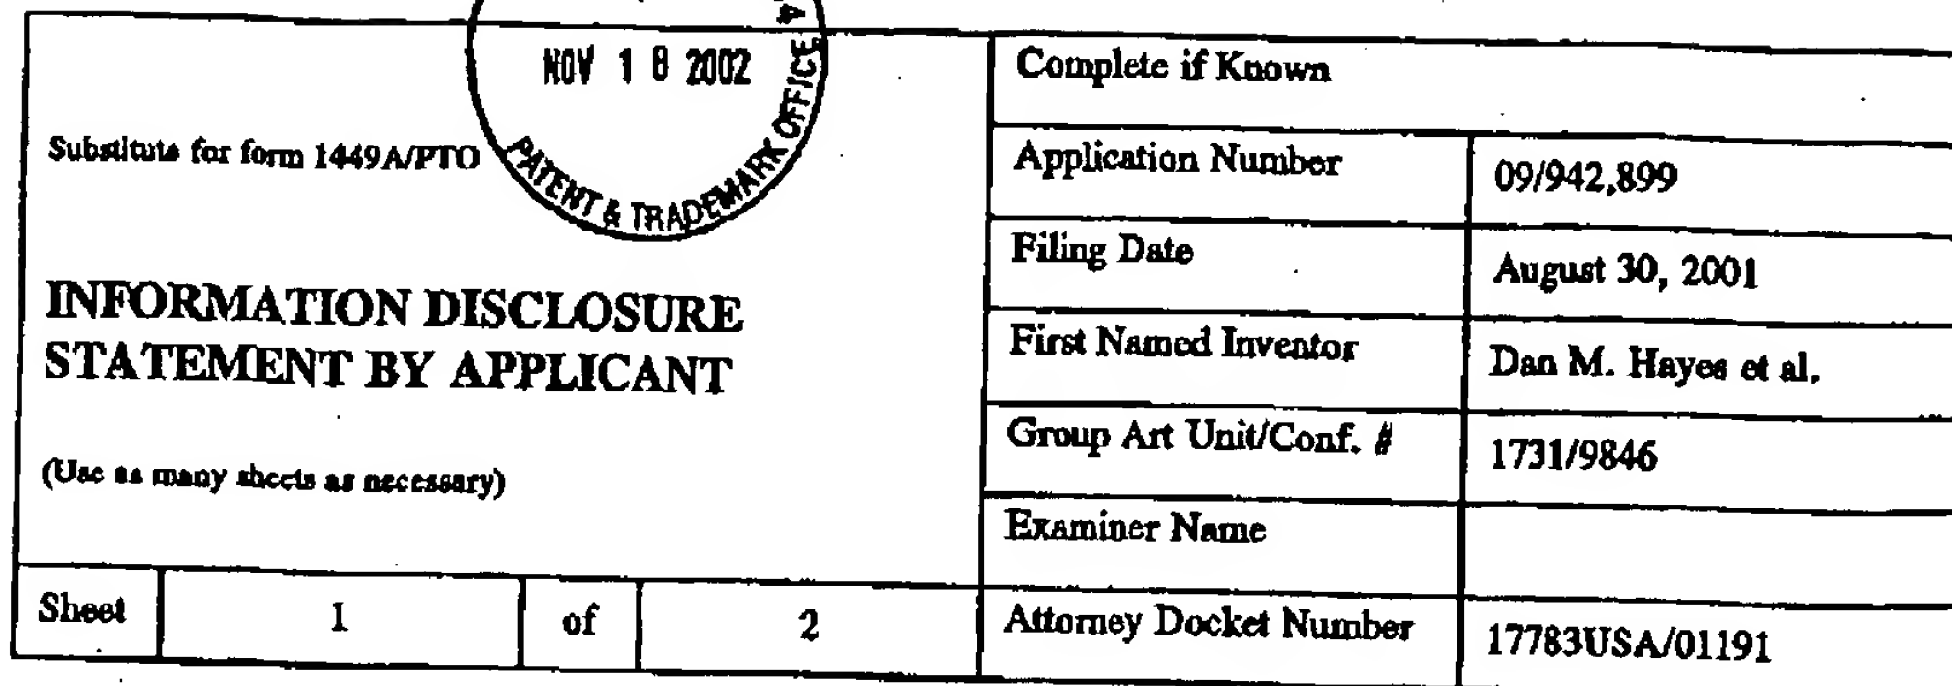 NOV 18 2002
PATENT & TRADEMARK OFFICE
Substitute for form 1449A/PTO
INFORMATION DISCLOSURE
STATEMENT BY APPLICANT
(Use as many sheets as necessary)
Sheet 1 of 2
Complete if Known
Application Number 09/942,899
Filing Date August 30, 2001
First Named Inventor Dan M. Hayes et al.
Group Art Unit/Conf. # 1731/9846
Examiner Name
Attorney Docket Number 17783USA/01191